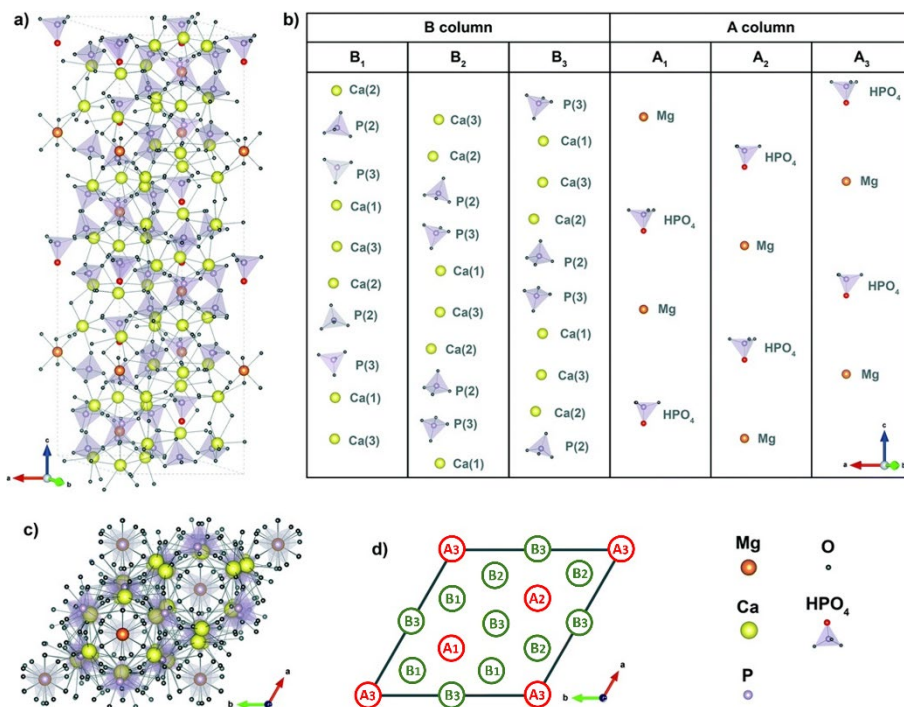 a)
c
a
b
b)
B column
A column
B₁
B₂
B₃
A₁
A₂
A₃
Ca(2)
P(2)
P(3)
Ca(1)
Ca(3)
Ca(2)
P(2)
P(3)
Ca(1)
Ca(3)
Ca(3)
Ca(2)
P(2)
P(3)
Ca(1)
Ca(3)
Ca(2)
P(2)
P(3)
Ca(1)
P(3)
Ca(1)
Ca(3)
Ca(2)
P(2)
P(3)
Ca(1)
Ca(3)
Ca(2)
P(2)
Mg
HPO₄
Mg
HPO₄
HPO₄
Mg
HPO₄
Mg
HPO₄
Mg
HPO₄
Mg
c
a
b
c)
a
b
d)
A3 B3 A3
B2 B2
B1 A2
B3 B3 B3
A1 B2
B1 B1
A3 B3 A3
a
b
Mg
O
Ca
HPO₄
P